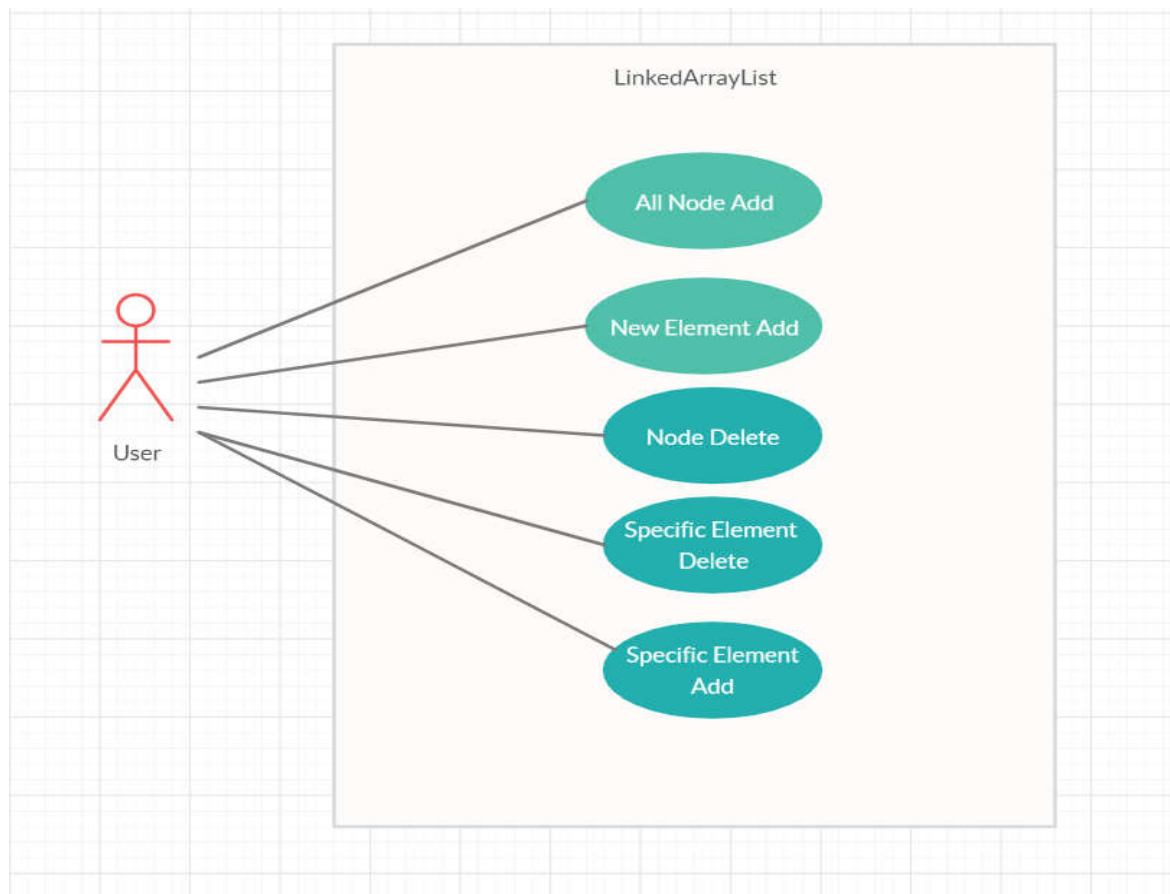 LinkedArrayList
All Node Add
New Element Add
Node Delete
User
Specific Element
Delete
Specific Element
Add